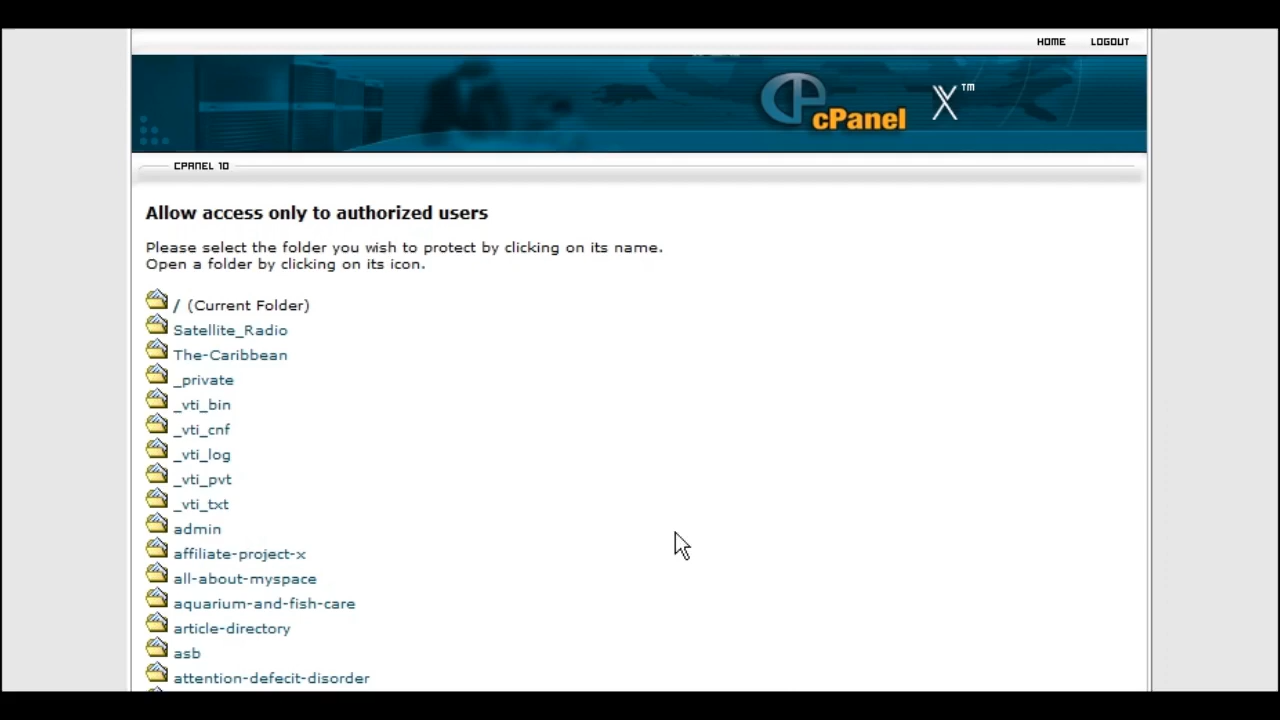 HOME LOGOUT
cPanel X™
CPANEL 10
Allow access only to authorized users
Please select the folder you wish to protect by clicking on its name.
Open a folder by clicking on its icon.
/ (Current Folder)
Satellite_Radio
The-Caribbean
_private
_vti_bin
_vti_cnf
_vti_log
_vti_pvt
_vti_txt
admin
affiliate-project-x
all-about-myspace
aquarium-and-fish-care
article-directory
asb
attention-defecit-disorder